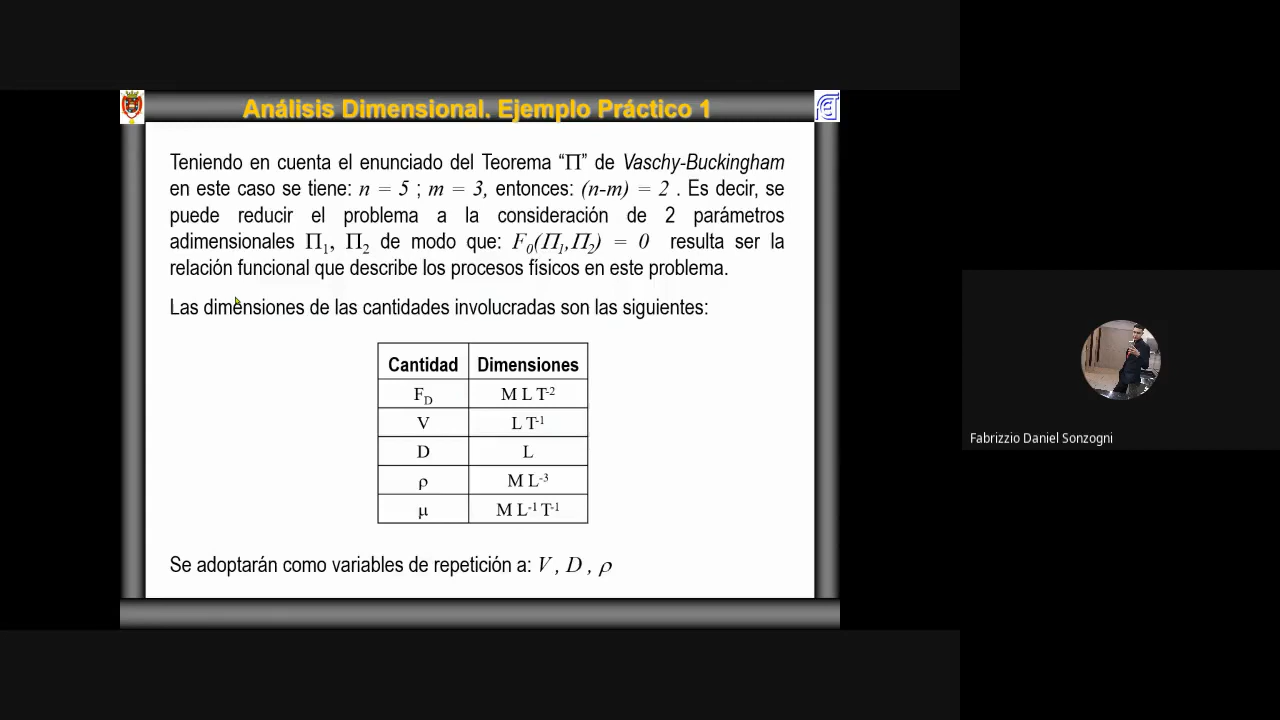 Análisis Dimensional. Ejemplo Práctico 1
Teniendo en cuenta el enunciado del Teorema “Π” de Vaschy-Buckingham
en este caso se tiene: n = 5 ; m = 3, entonces: (n-m) = 2 . Es decir, se
puede reducir el problema a la consideración de 2 parámetros
adimensionales Π₁, Π₂ de modo que: F₀(Π₁,Π₂) = 0 resulta ser la
relación funcional que describe los procesos físicos en este problema.
Las dimensiones de las cantidades involucradas son las siguientes:
Cantidad Dimensiones
F_D M L T⁻²
V L T⁻¹
D L
ρ M L⁻³
μ M L⁻¹ T⁻¹
Se adoptarán como variables de repetición a: V , D , ρ
Fabrizzio Daniel Sonzogni